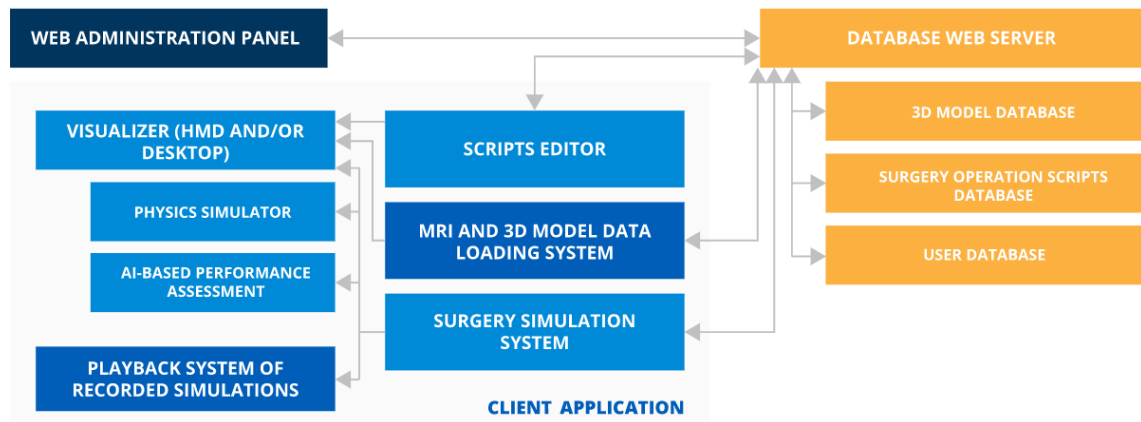 WEB ADMINISTRATION PANEL
DATABASE WEB SERVER
VISUALIZER (HMD AND/OR
DESKTOP)
SCRIPTS EDITOR
3D MODEL DATABASE
SURGERY OPERATION SCRIPTS
DATABASE
PHYSICS SIMULATOR
MRI AND 3D MODEL DATA
LOADING SYSTEM
USER DATABASE
AI-BASED PERFORMANCE
ASSESSMENT
SURGERY SIMULATION
SYSTEM
PLAYBACK SYSTEM OF
RECORDED SIMULATIONS
CLIENT APPLICATION